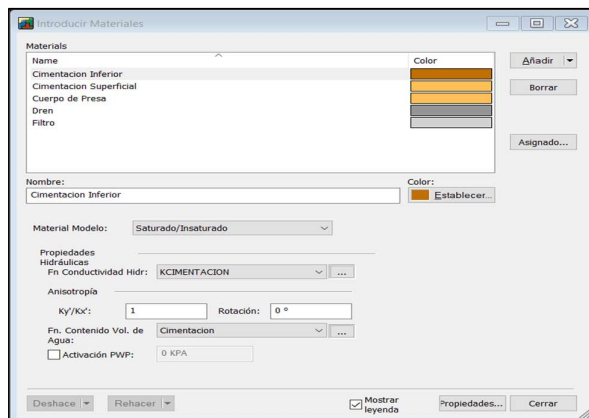 Introducir Materiales
Materials
Name Color
Cimentacion Inferior
Cimentacion Superficial
Cuerpo de Presa
Dren
Filtro
Añadir
Borrar
Asignado...
Nombre: Color:
Cimentacion Inferior Establecer...
Material Modelo: Saturado/Insaturado
Propiedades
Hidráulicas
Fn Conductividad Hidr: KCIMENTACION ...
Anisotropía
Ky'/Kx': 1 Rotación: 0 º
Fn. Contenido Vol. de Cimentacion ...
Agua:
Activación PWP: 0 KPA
Deshace Rehacer Mostrar Propiedades... Cerrar
leyenda